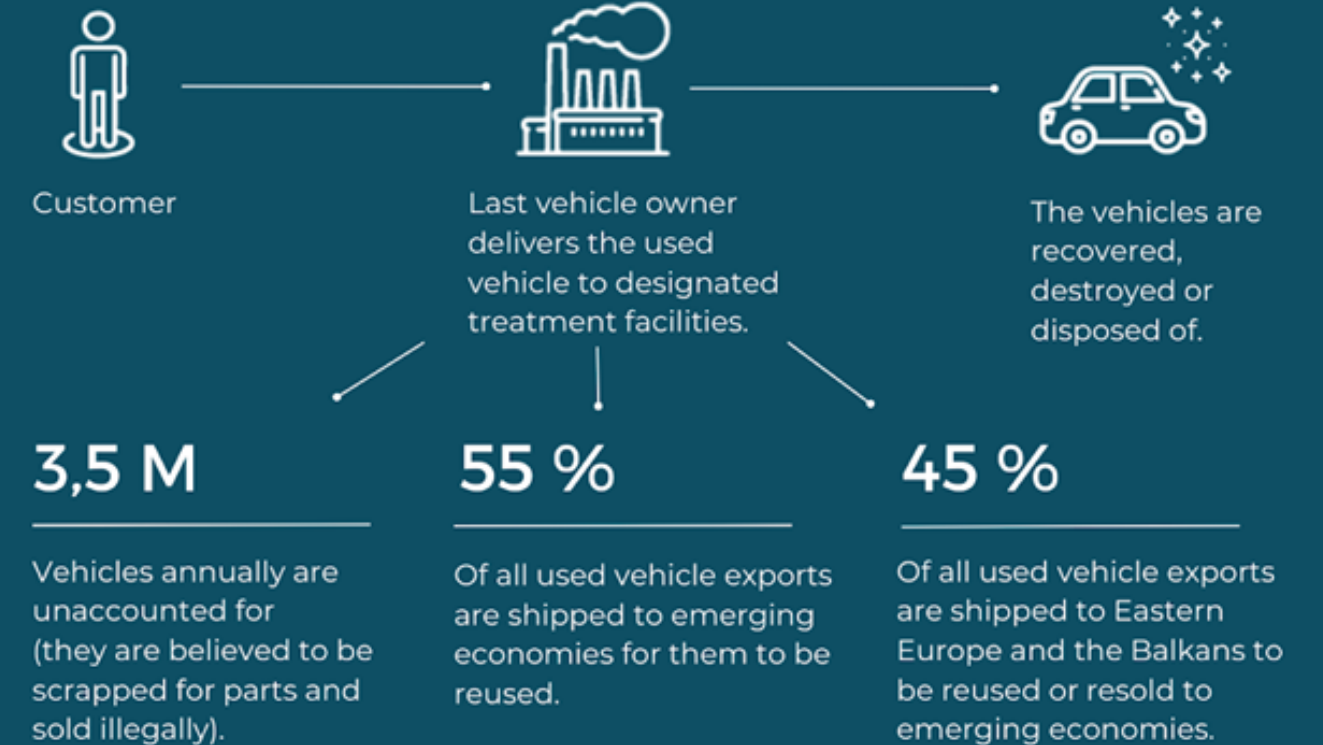 Customer
Last vehicle owner
delivers the used
vehicle to designated
treatment facilities.
The vehicles are
recovered,
destroyed or
disposed of.
3,5 M
Vehicles annually are
unaccounted for
(they are believed to be
scrapped for parts and
sold illegally).
55 %
Of all used vehicle exports
are shipped to emerging
economies for them to be
reused.
45 %
Of all used vehicle exports
are shipped to Eastern
Europe and the Balkans to
be reused or resold to
emerging economies.